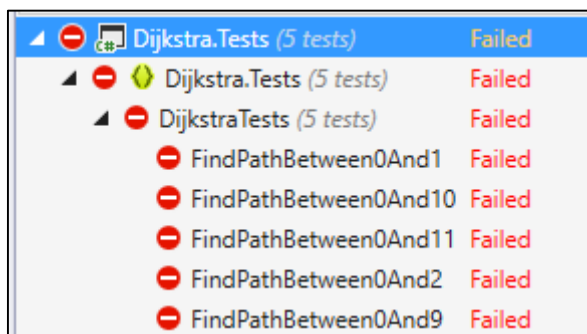 C# Dijkstra.Tests (5 tests) Failed
Dijkstra.Tests (5 tests) Failed
DijkstraTests (5 tests) Failed
FindPathBetween0And1 Failed
FindPathBetween0And10 Failed
FindPathBetween0And11 Failed
FindPathBetween0And2 Failed
FindPathBetween0And9 Failed